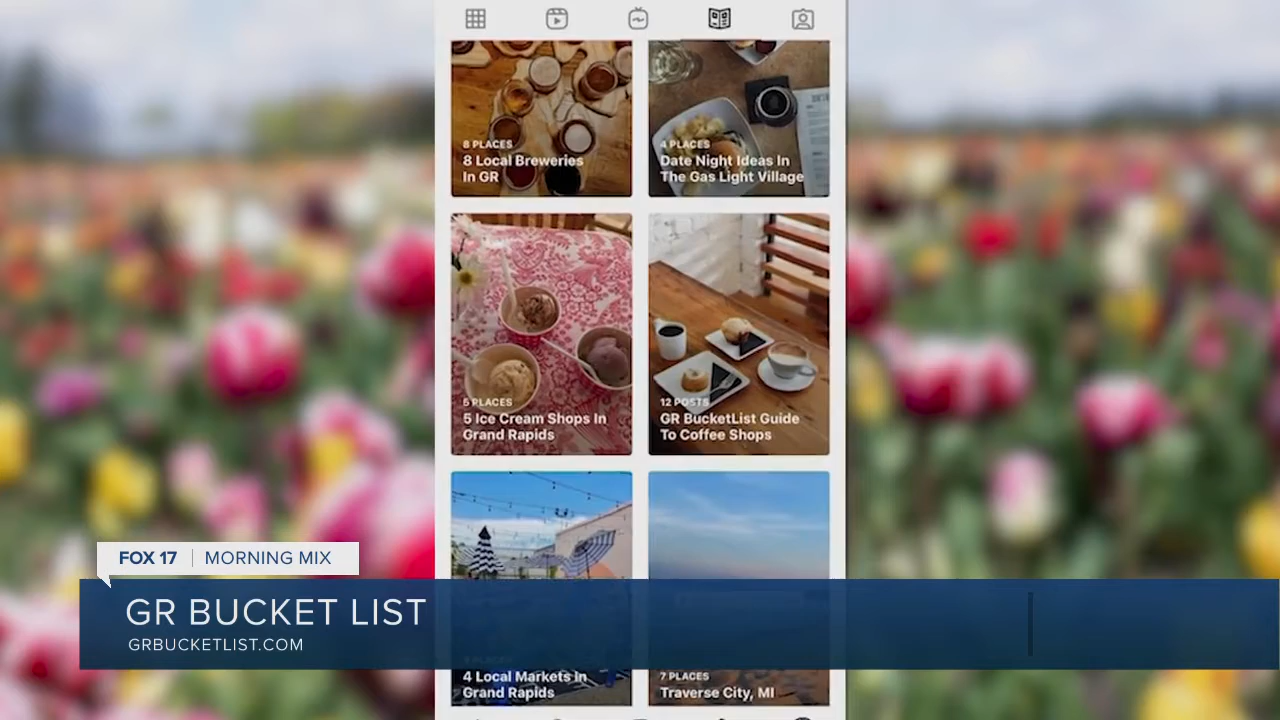 8 PLACES
8 Local Breweries
In GR
4 PLACES
Date Night Ideas In
The Gas Light Village
5 PLACES
5 Ice Cream Shops In
Grand Rapids
12 POSTS
GR BucketList Guide
To Coffee Shops
FOX 17 | MORNING MIX
GR BUCKET LIST
GRBUCKETLIST.COM
4 Local Markets In
Grand Rapids
7 PLACES
Traverse City, MI